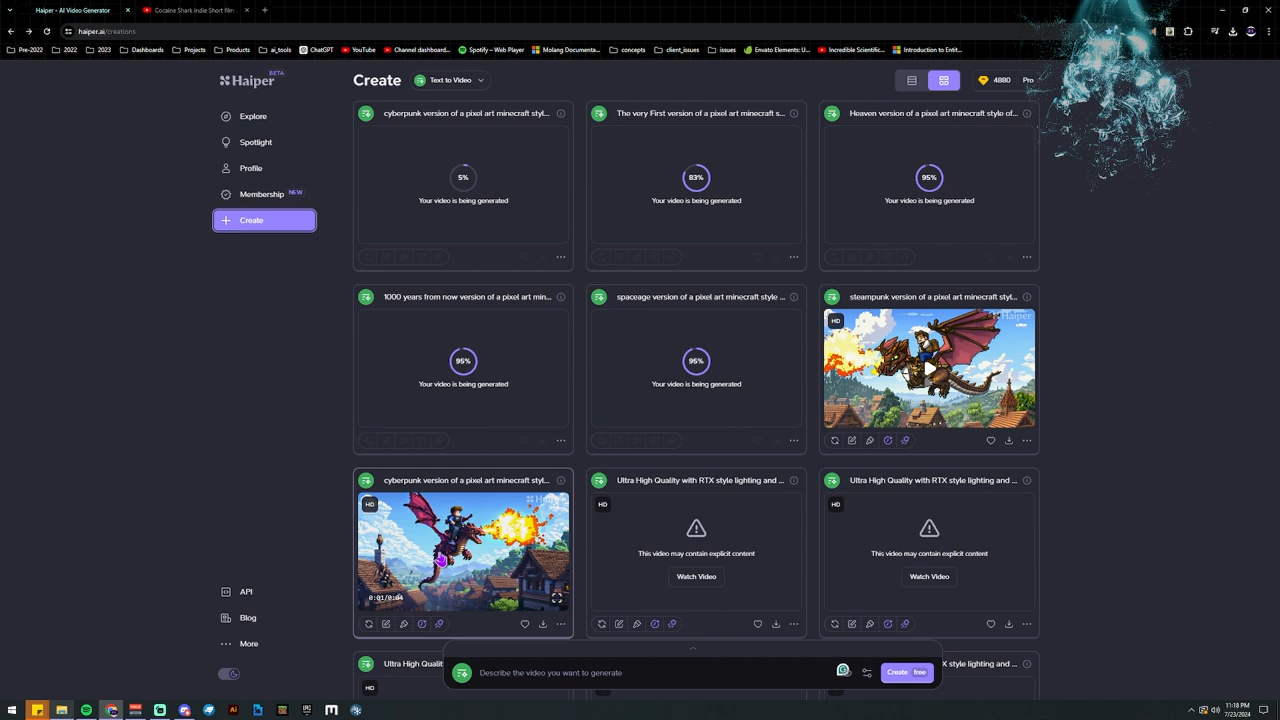 Haiper - AI Video Generator
Cocaine Shark indie Short film
haiper.ai/creations
Pre-2022
2022
2023
Dashboards
Projects
Products
ai_tools
ChatGPT
YouTube
Channel dashboard...
Spotify – Web Player
Molang Documenta...
concepts
client_issues
issues
Envato Elements: U...
Incredible Scientific...
Introduction to Entit...
Haiper BETA
Create
Text to Video
4880
Pro
Explore
Spotlight
Profile
Membership NEW
Create
cyberpunk version of a pixel art minecraft styl...
5%
Your video is being generated
The very First version of a pixel art minecraft s...
83%
Your video is being generated
Heaven version of a pixel art minecraft style of...
95%
Your video is being generated
1000 years from now version of a pixel art min...
95%
Your video is being generated
spaceage version of a pixel art minecraft style ...
95%
Your video is being generated
steampunk version of a pixel art minecraft styl...
HD
Haiper
cyberpunk version of a pixel art minecraft styl...
HD
Haiper
0:01/0:04
Ultra High Quality with RTX style lighting and ...
HD
This video may contain explicit content
Watch Video
Ultra High Quality with RTX style lighting and ...
HD
This video may contain explicit content
Watch Video
Ultra High Quality
HD
X style lighting and ...
API
Blog
More
Describe the video you want to generate
Create free
11:18 PM
7/23/2024